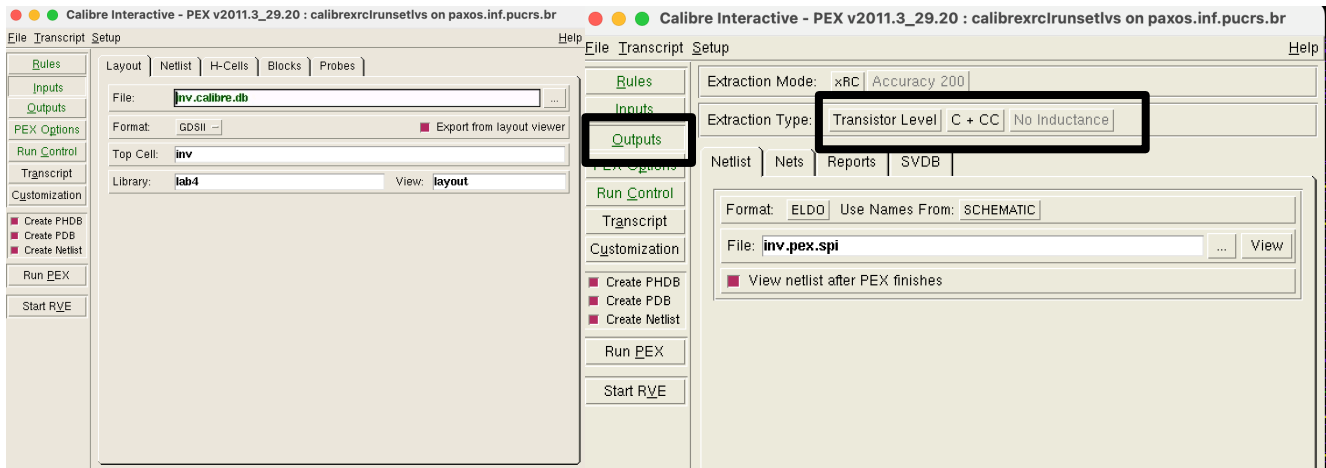 Calibre Interactive - PEX v2011.3_29.20 : calibrexrclrunsetlvs on paxos.inf.pucrs.br
File Transcript Setup Help
Rules
Inputs
Outputs
PEX Options
Run Control
Transcript
Customization
Create PHDB
Create PDB
Create Netlist
Run PEX
Start RVE
Layout Netlist H-Cells Blocks Probes
File: inv.calibre.db ...
Format: GDSII Export from layout viewer
Top Cell: inv
Library: lab4 View: layout
Calibre Interactive - PEX v2011.3_29.20 : calibrexrclrunsetlvs on paxos.inf.pucrs.br
File Transcript Setup Help
Rules
Inputs
Outputs
PEX Options
Run Control
Transcript
Customization
Create PHDB
Create PDB
Create Netlist
Run PEX
Start RVE
Extraction Mode: xRC Accuracy 200
Extraction Type: Transistor Level C + CC No Inductance
Netlist Nets Reports SVDB
Format: ELDO Use Names From: SCHEMATIC
File: inv.pex.spi ... View
View netlist after PEX finishes